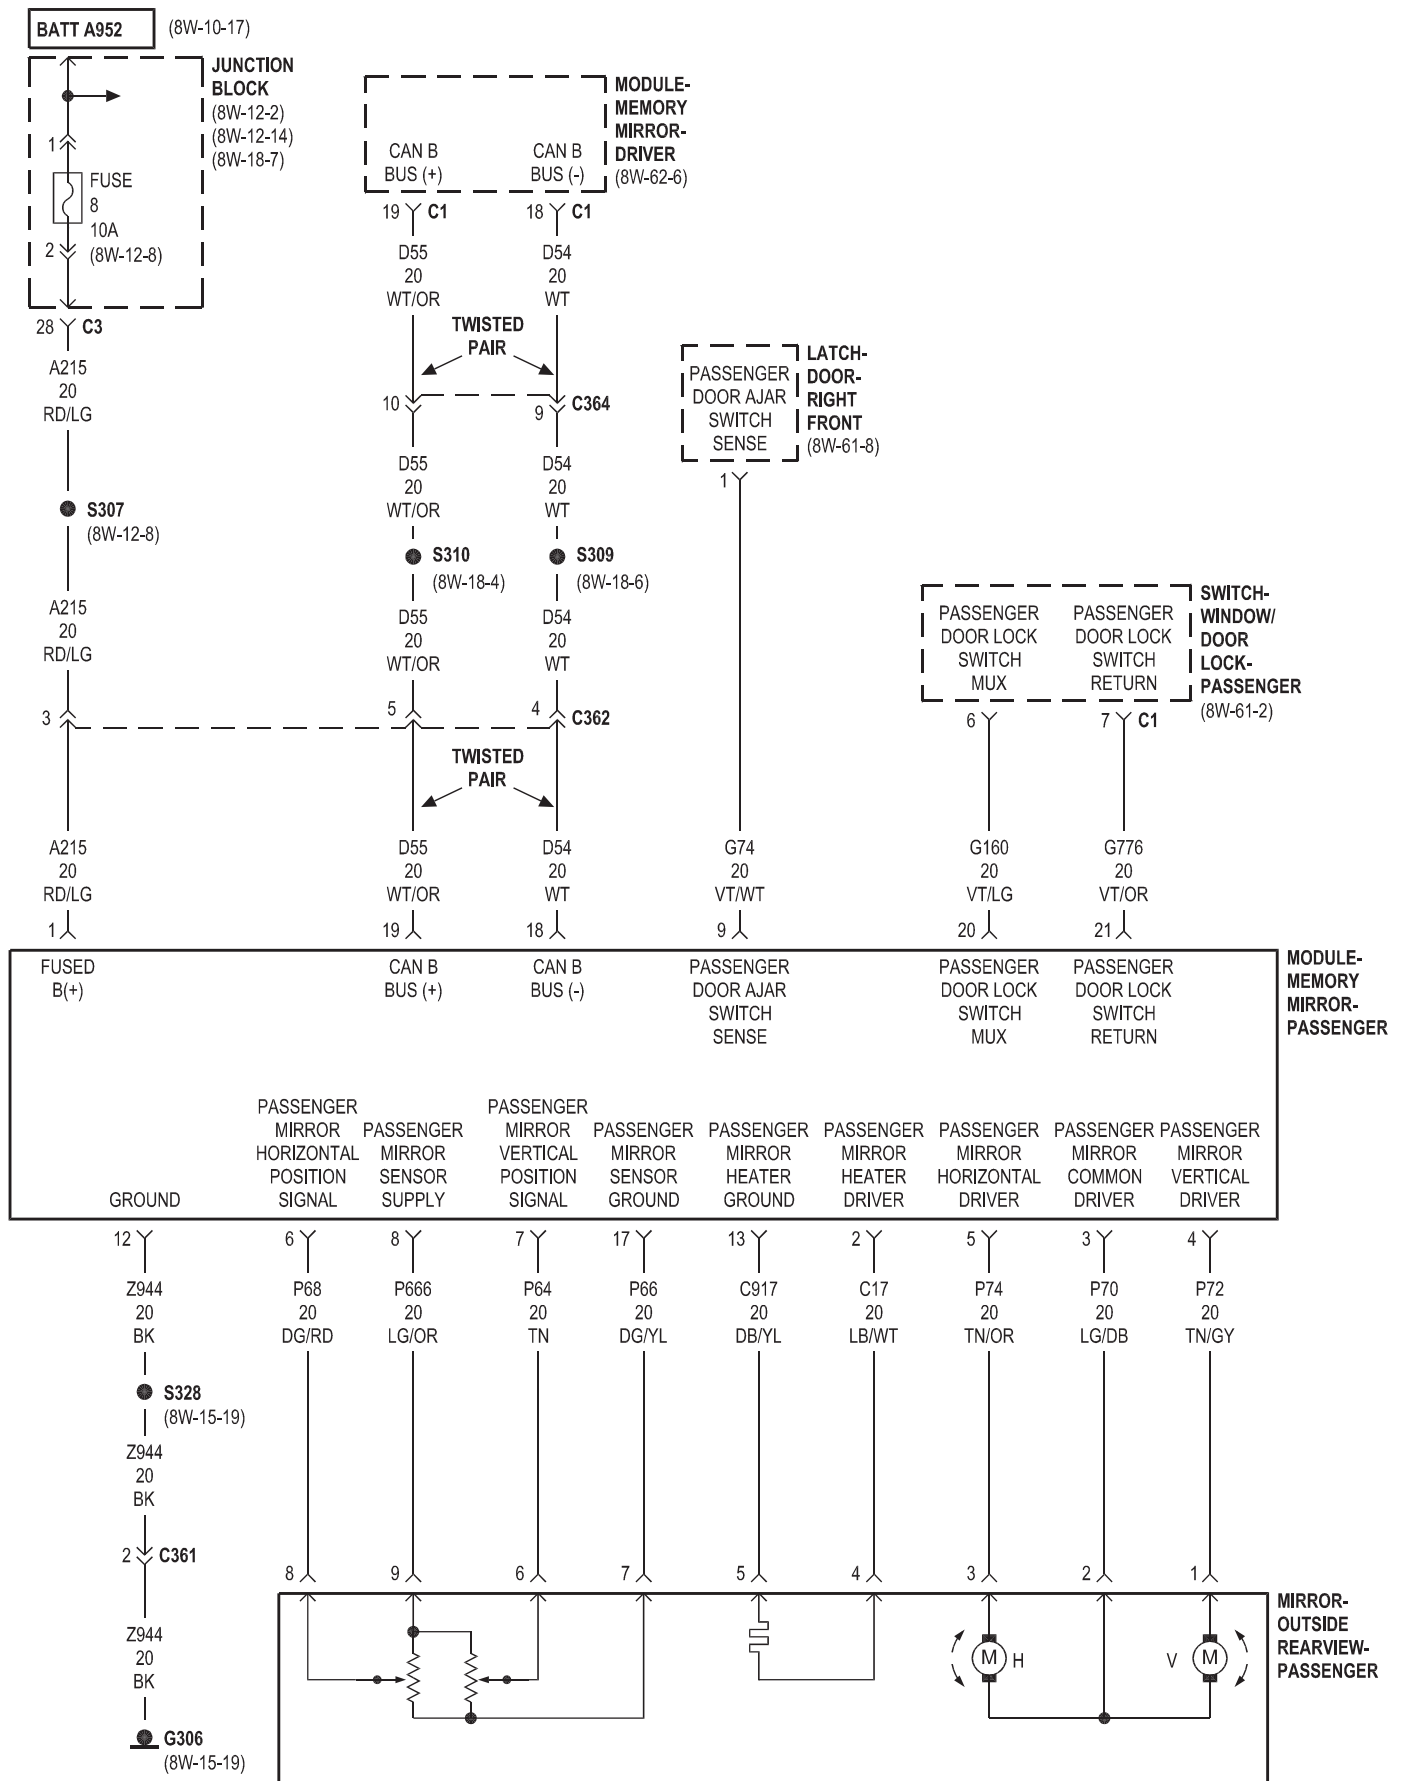 BATT A952
(8W-10-17)
JUNCTION
BLOCK
(8W-12-2)
(8W-12-14)
(8W-18-7)
1
FUSE
8
10A
(8W-12-8)
2
28
C3
A215
20
RD/LG
S307
(8W-12-8)
A215
20
RD/LG
3
A215
20
RD/LG
1
MODULE-
MEMORY
MIRROR-
DRIVER
(8W-62-6)
CAN B
BUS (+)
CAN B
BUS (-)
19
C1
18
C1
D55
20
WT/OR
D54
20
WT
TWISTED
PAIR
10
9
C364
D55
20
WT/OR
D54
20
WT
S310
(8W-18-4)
S309
(8W-18-6)
D55
20
WT/OR
D54
20
WT
5
4
C362
TWISTED
PAIR
D55
20
WT/OR
D54
20
WT
19
18
PASSENGER
DOOR AJAR
SWITCH
SENSE
LATCH-
DOOR-
RIGHT
FRONT
(8W-61-8)
1
G74
20
VT/WT
9
PASSENGER
DOOR LOCK
SWITCH
MUX
PASSENGER
DOOR LOCK
SWITCH
RETURN
SWITCH-
WINDOW/
DOOR
LOCK-
PASSENGER
(8W-61-2)
6
7
C1
G160
20
VT/LG
G776
20
VT/OR
20
21
FUSED
B(+)
CAN B
BUS (+)
CAN B
BUS (-)
PASSENGER
DOOR AJAR
SWITCH
SENSE
PASSENGER
DOOR LOCK
SWITCH
MUX
PASSENGER
DOOR LOCK
SWITCH
RETURN
MODULE-
MEMORY
MIRROR-
PASSENGER
GROUND
PASSENGER
MIRROR
HORIZONTAL
POSITION
SIGNAL
PASSENGER
MIRROR
SENSOR
SUPPLY
PASSENGER
MIRROR
VERTICAL
POSITION
SIGNAL
PASSENGER
MIRROR
SENSOR
GROUND
PASSENGER
MIRROR
HEATER
GROUND
PASSENGER
MIRROR
HEATER
DRIVER
PASSENGER
MIRROR
HORIZONTAL
DRIVER
PASSENGER
MIRROR
COMMON
DRIVER
PASSENGER
MIRROR
VERTICAL
DRIVER
12
6
8
7
17
13
2
5
3
4
Z944
20
BK
P68
20
DG/RD
P666
20
LG/OR
P64
20
TN
P66
20
DG/YL
C917
20
DB/YL
C17
20
LB/WT
P74
20
TN/OR
P70
20
LG/DB
P72
20
TN/GY
S328
(8W-15-19)
Z944
20
BK
2
C361
Z944
20
BK
G306
(8W-15-19)
8
9
6
7
5
4
3
2
1
M
H
V
M
MIRROR-
OUTSIDE
REARVIEW-
PASSENGER